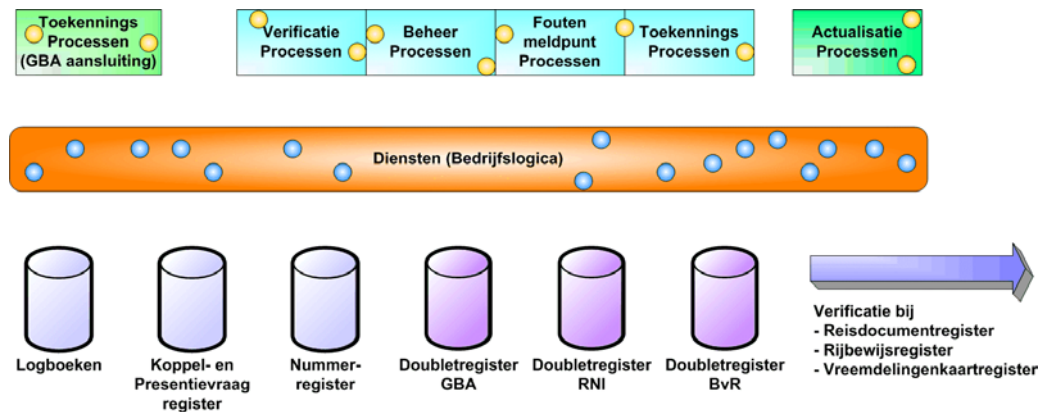 Toekennings
Processen
(GBA aansluiting)
Verificatie
Processen
Beheer
Processen
Fouten
meldpunt
Processen
Toekennings
Processen
Actualisatie
Processen
Diensten (Bedrijfslogica)
Logboeken
Koppel- en
Presentievraag
register
Nummer-
register
Doubletregister
GBA
Doubletregister
RNI
Doubletregister
BvR
Verificatie bij
- Reisdocumentregister
- Rijbewijsregister
- Vreemdelingenkaartregister